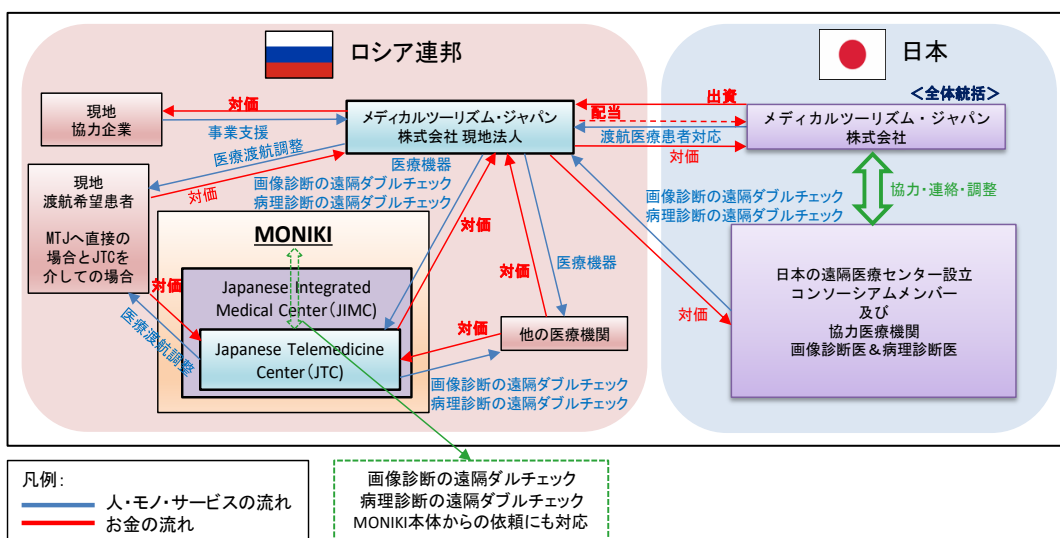 ロシア連邦
日本
現地
協力企業
対価
事業支援
医療渡航調整
メディカルツーリズム・ジャパン
株式会社 現地法人
出資
配当
渡航医療患者対応
対価
<全体統括>
メディカルツーリズム・ジャパン
株式会社
協力・連絡・調整
現地
渡航希望患者
MTJへ直接の
場合とJTCを
介しての場合
対価
医療機器
画像診断の遠隔ダブルチェック
病理診断の遠隔ダブルチェック
画像診断の遠隔ダブルチェック
病理診断の遠隔ダブルチェック
MONIKI
対価
対価
医療機器
Japanese Integrated
Medical Center(JIMC)
対価
医療渡航調整
Japanese Telemedicine
Center(JTC)
対価
他の医療機関
画像診断の遠隔ダブルチェック
病理診断の遠隔ダブルチェック
対価
日本の遠隔医療センター設立
コンソーシアムメンバー
及び
協力医療機関
画像診断医&病理診断医
凡例:
人・モノ・サービスの流れ
お金の流れ
画像診断の遠隔ダルチェック
病理診断の遠隔ダブルチェック
MONIKI本体からの依頼にも対応